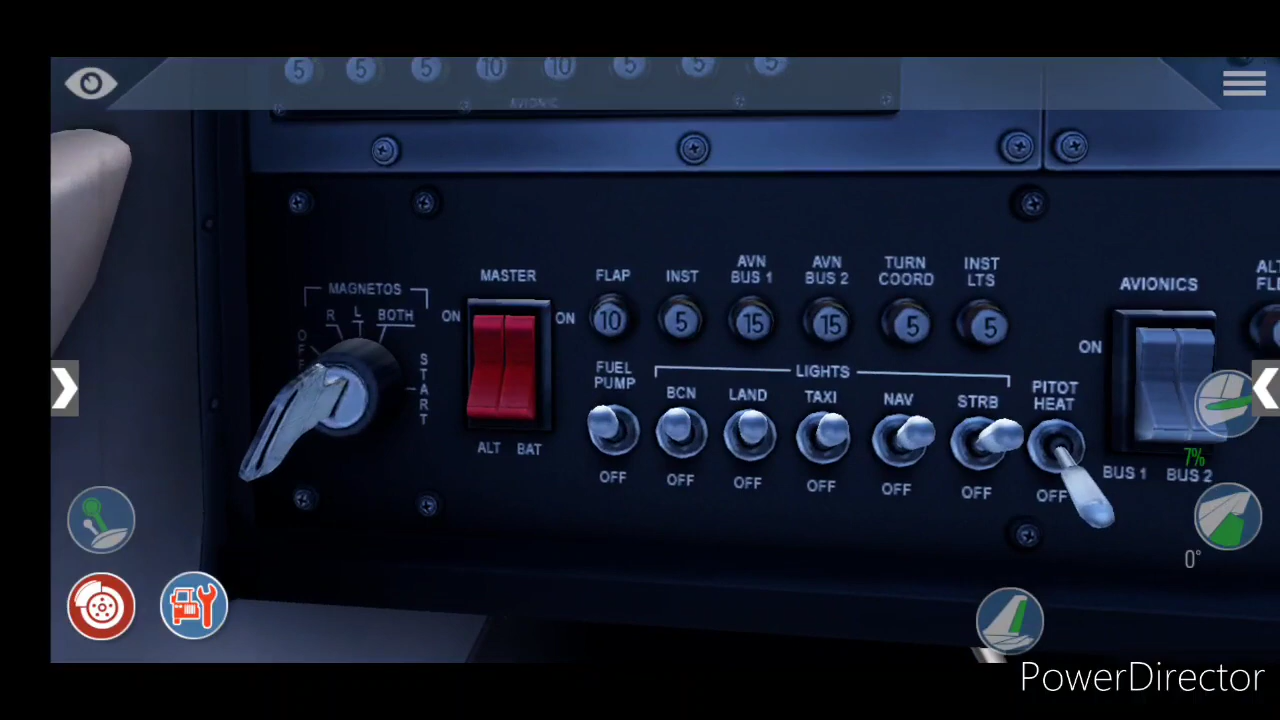 5 5 5 10 10 5 5 5
AVIONIC
MAGNETOS
R L BOTH
OFF
START
MASTER
ON ON
ALT BAT
FLAP INST AVN BUS 1 AVN BUS 2 TURN COORD INST LTS
10 5 15 15 5 5
FUEL PUMP
LIGHTS
BCN LAND TAXI NAV STRB
PITOT HEAT
OFF OFF OFF OFF OFF OFF OFF
AVIONICS
ON
BUS 1 BUS 2
7%
0°
PowerDirector